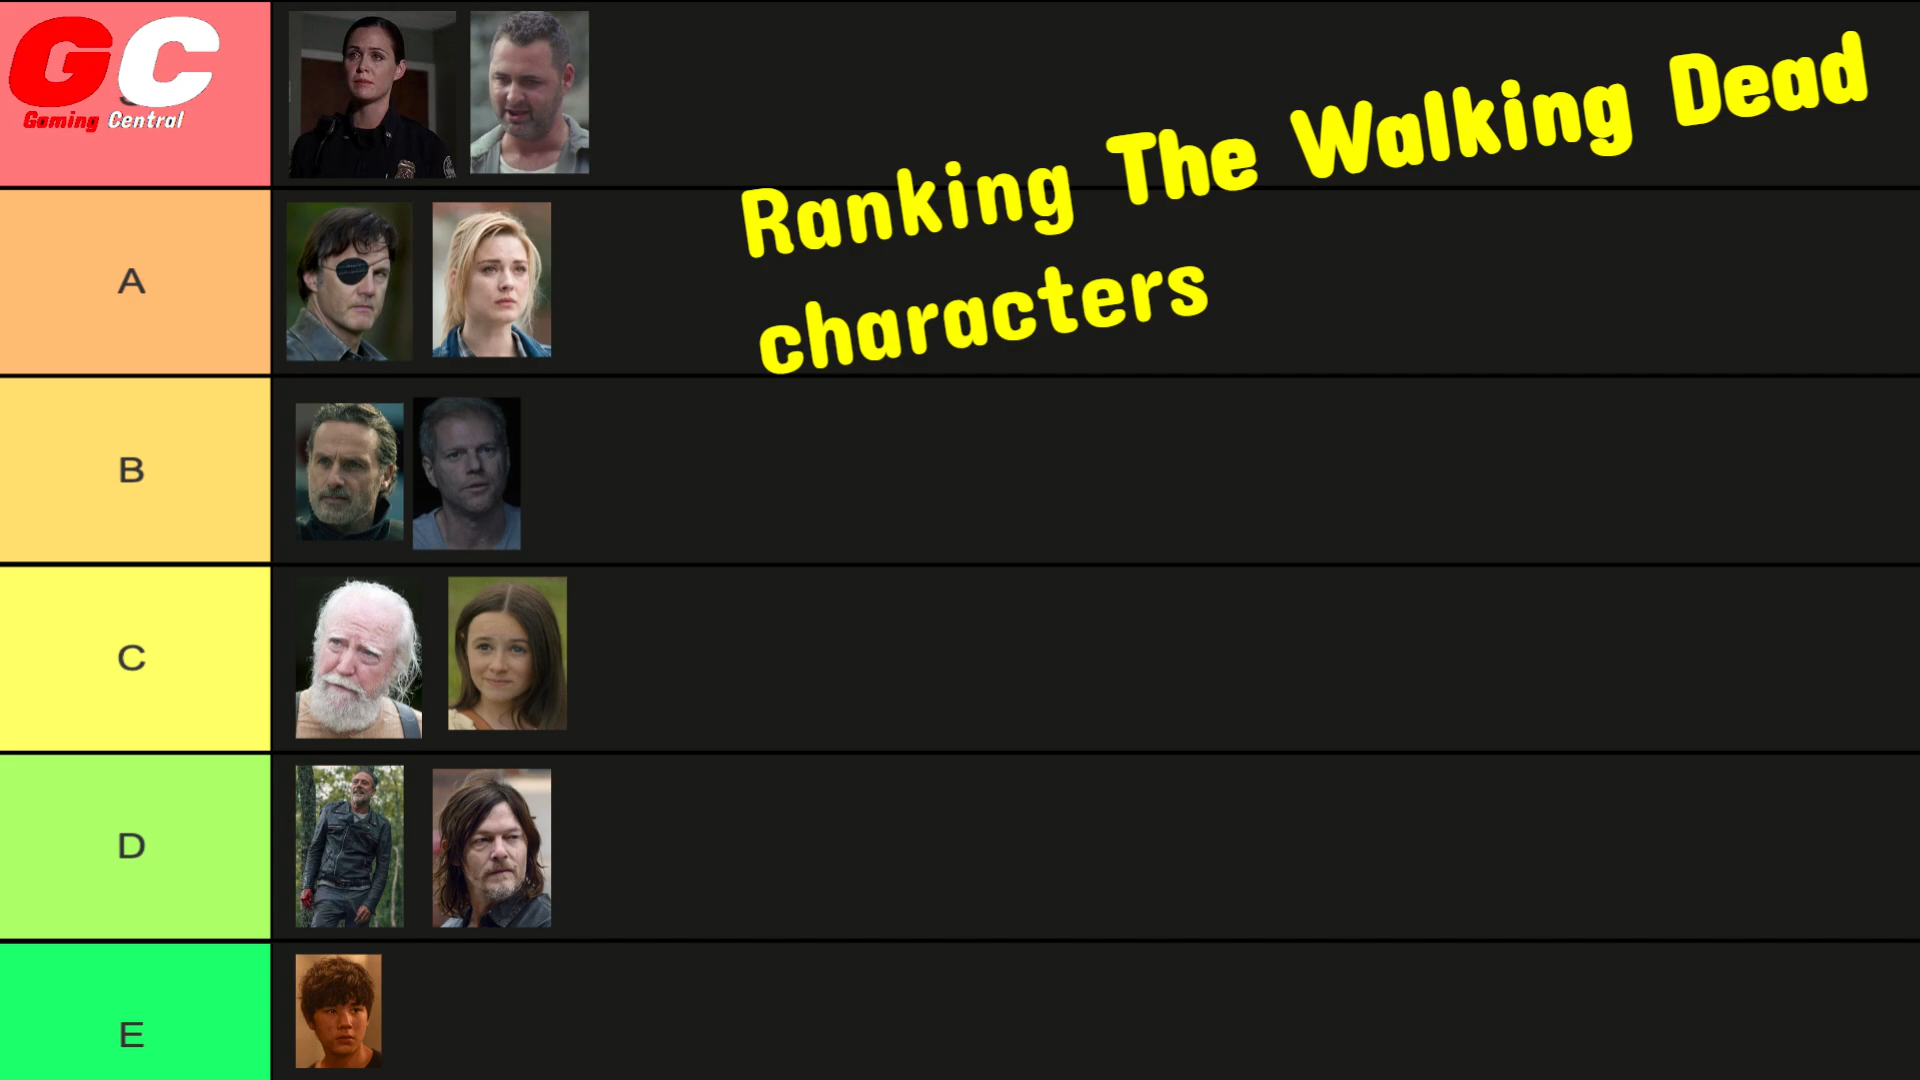 GC
Gaming Central
Ranking The Walking Dead
characters
A
B
C
D
E